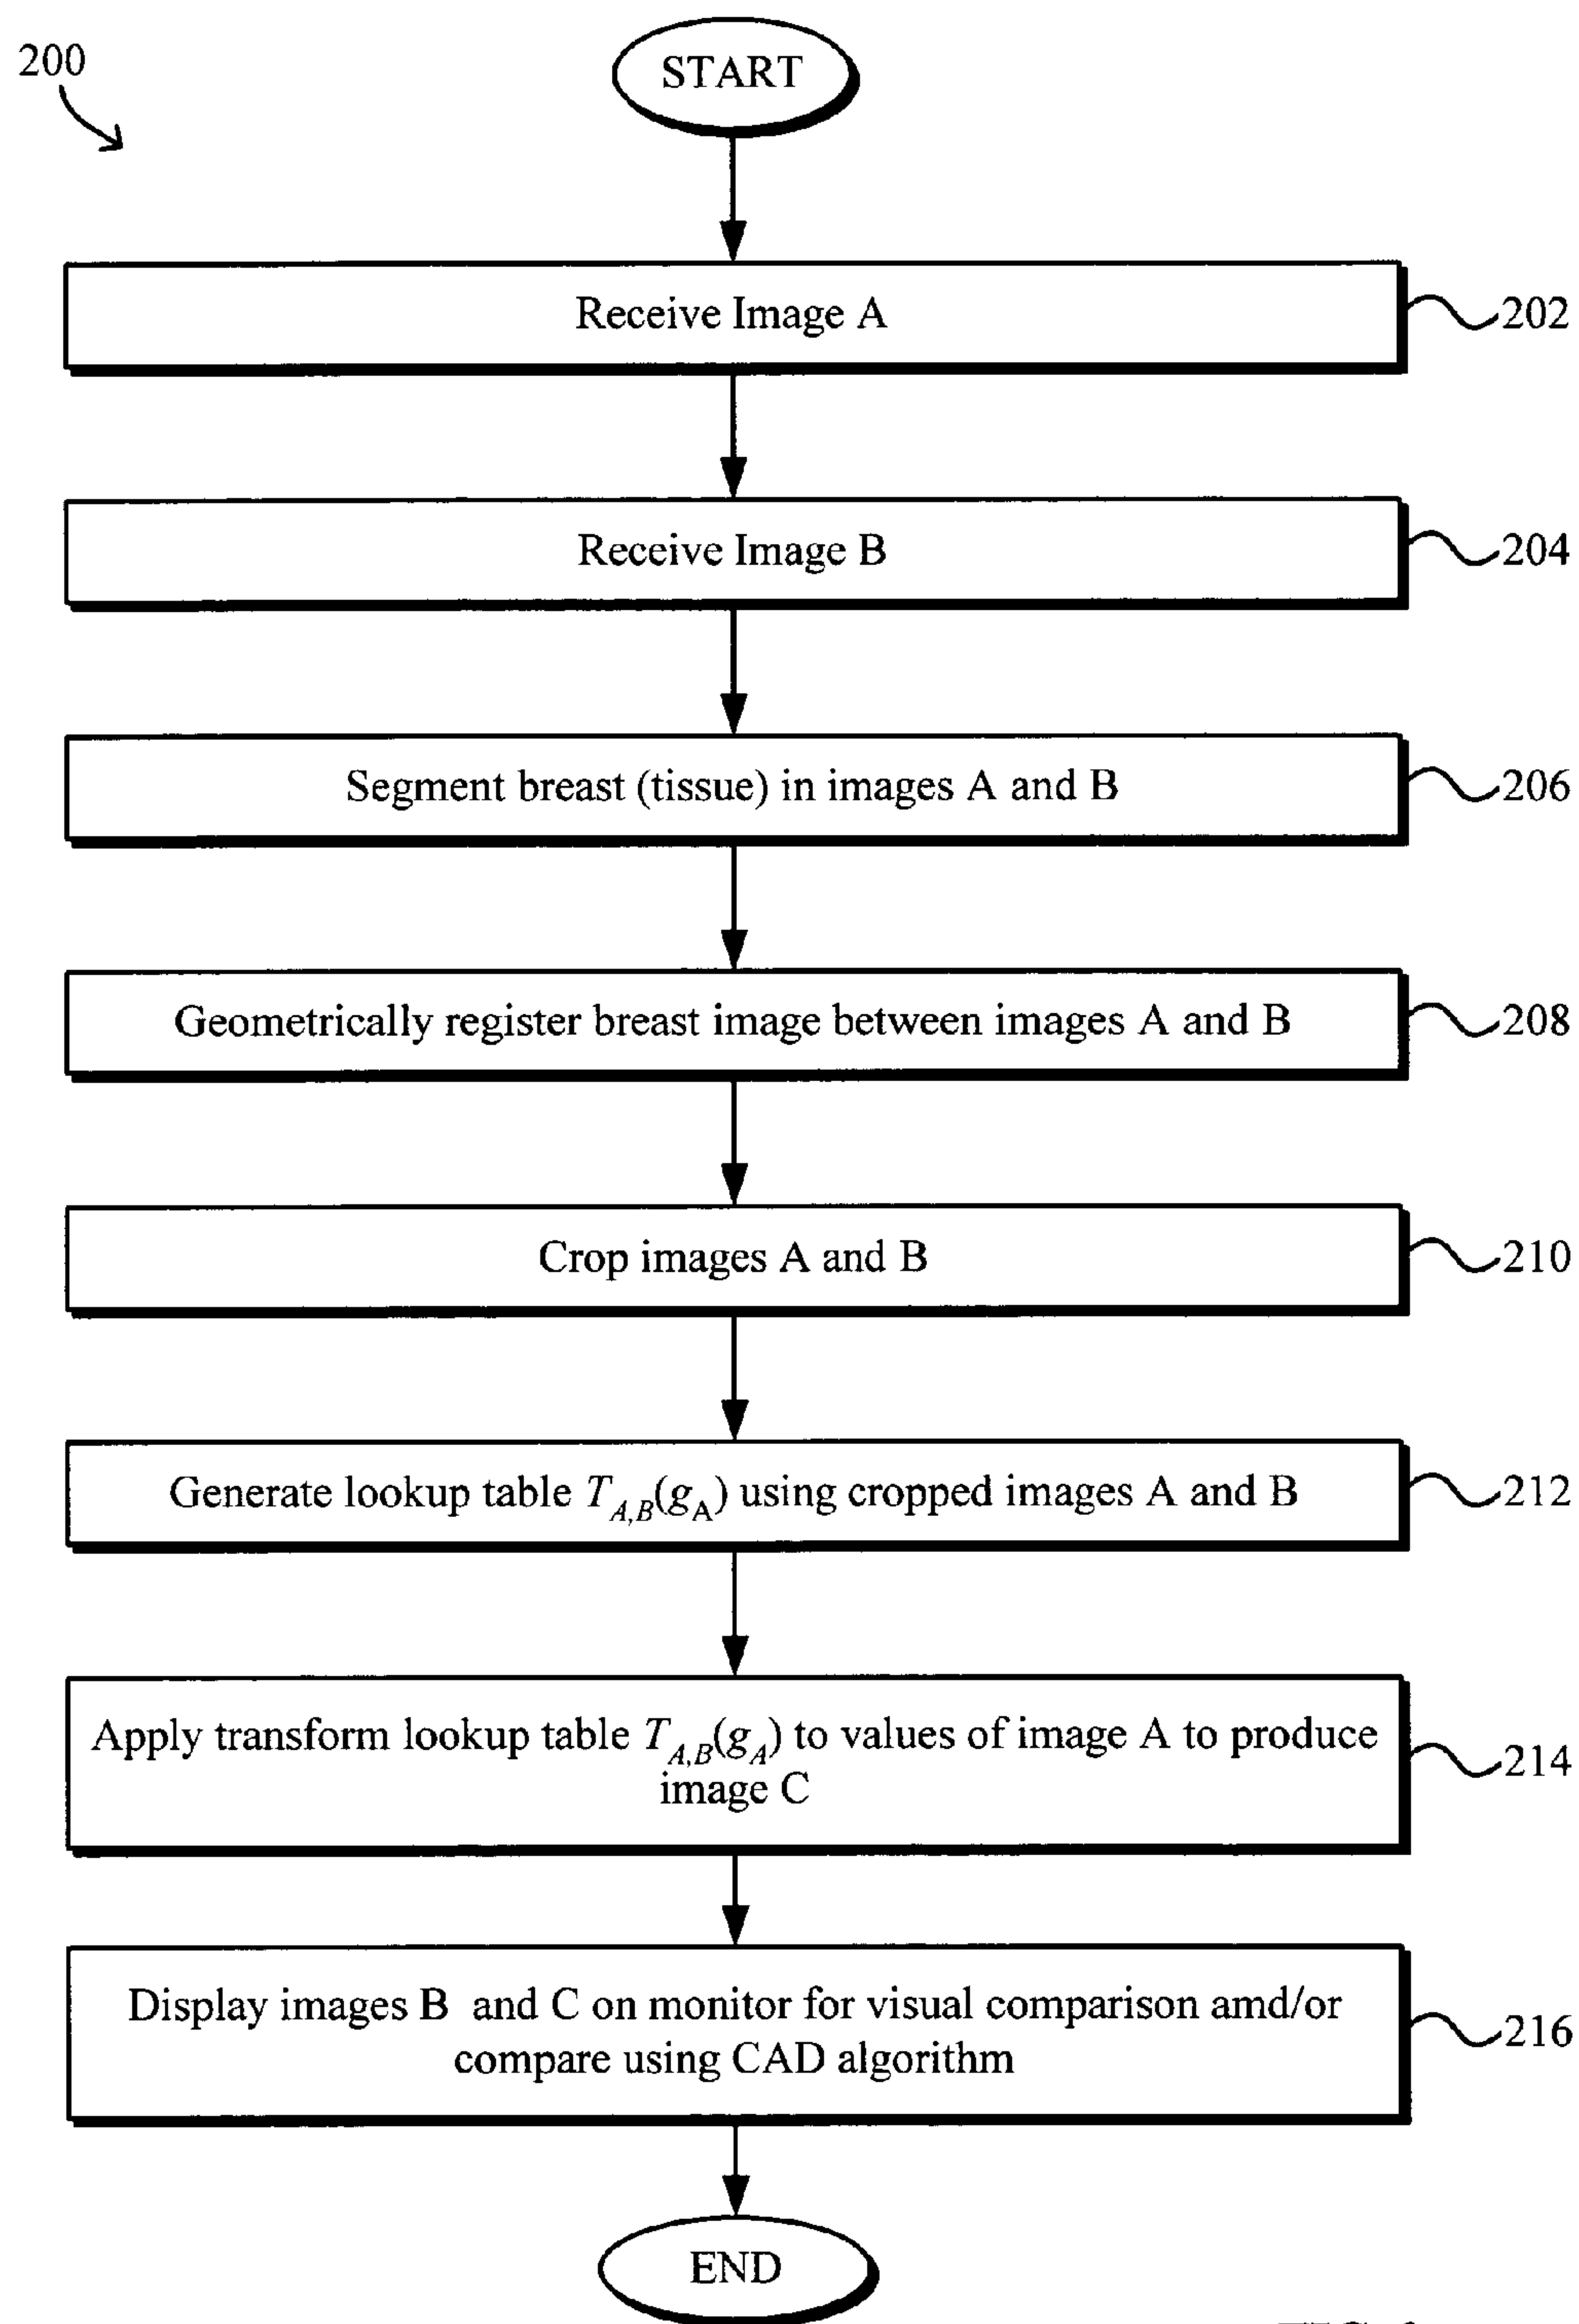 200
START
Receive Image A
202
Receive Image B
204
Segment breast (tissue) in images A and B
206
Geometrically register breast image between images A and B
208
Crop images A and B
210
Generate lookup table T_{A,B}(g_A) using cropped images A and B
212
Apply transform lookup table T_{A,B}(g_A) to values of image A to produce
image C
214
Display images B and C on monitor for visual comparison amd/or
compare using CAD algorithm
216
END